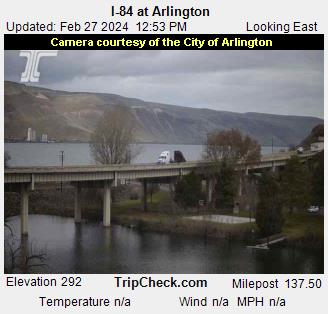 I-84 at Arlington
Updated: Feb 27 2024 12:53 PM Looking East
Camera courtesy of the City of Arlington
Elevation 292 TripCheck.com Milepost 137.50
Temperature n/a Wind n/a MPH n/a